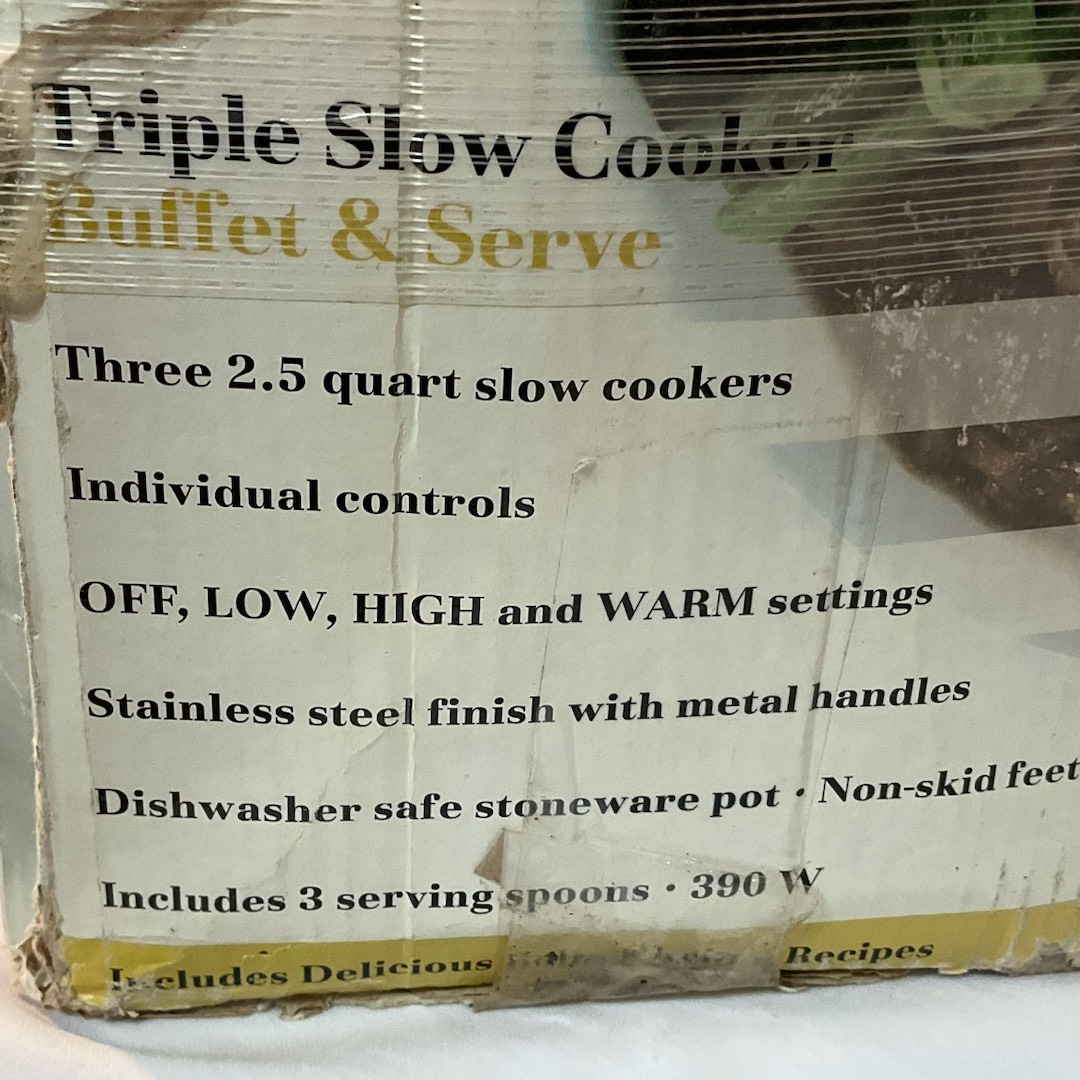 Triple Slow Cooker
Buffet & Serve
Three 2.5 quart slow cookers
Individual controls
OFF, LOW, HIGH and WARM settings
Stainless steel finish with metal handles
Dishwasher safe stoneware pot • Non-skid feet
Includes 3 serving spoons • 390 W
Includes Delicious Recipes